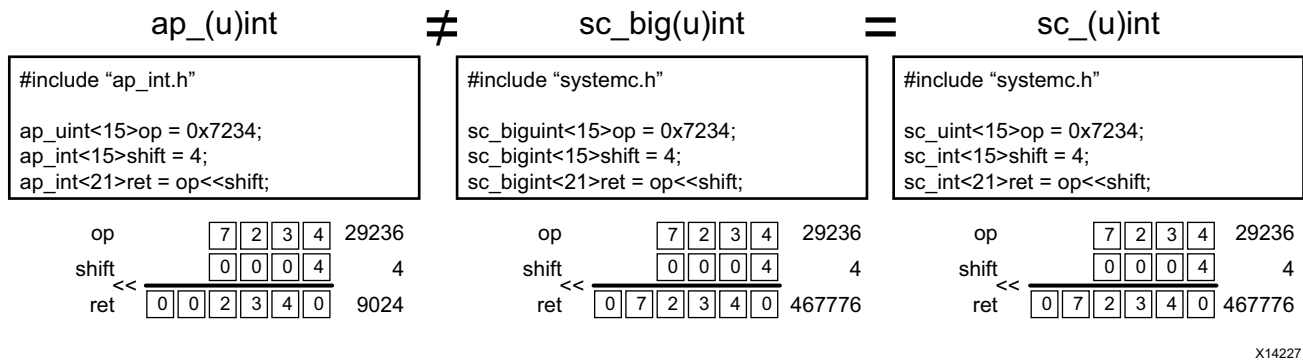 ap_(u)int ≠ sc_big(u)int = sc_(u)int
#include “ap_int.h”
ap_uint<15>op = 0x7234;
ap_int<15>shift = 4;
ap_int<21>ret = op<<shift;
#include “systemc.h”
sc_biguint<15>op = 0x7234;
sc_bigint<15>shift = 4;
sc_bigint<21>ret = op<<shift;
#include “systemc.h”
sc_uint<15>op = 0x7234;
sc_int<15>shift = 4;
sc_int<21>ret = op<<shift;
op 7 2 3 4 29236
shift 0 0 0 4 4
<<
ret 0 0 2 3 4 0 9024
op 7 2 3 4 29236
shift 0 0 0 4 4
<<
ret 0 7 2 3 4 0 467776
op 7 2 3 4 29236
shift 0 0 0 4 4
<<
ret 0 7 2 3 4 0 467776
X14227